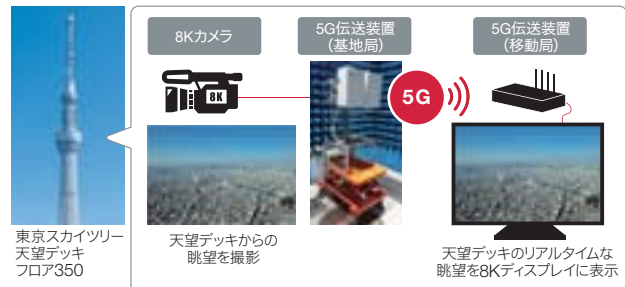 8Kカメラ
5G伝送装置
（基地局）
5G伝送装置
（移動局）
8K
5G
東京スカイツリー
天望デッキ
フロア350
天望デッキからの
眺望を撮影
天望デッキのリアルタイムな
眺望を8Kディスプレイに表示